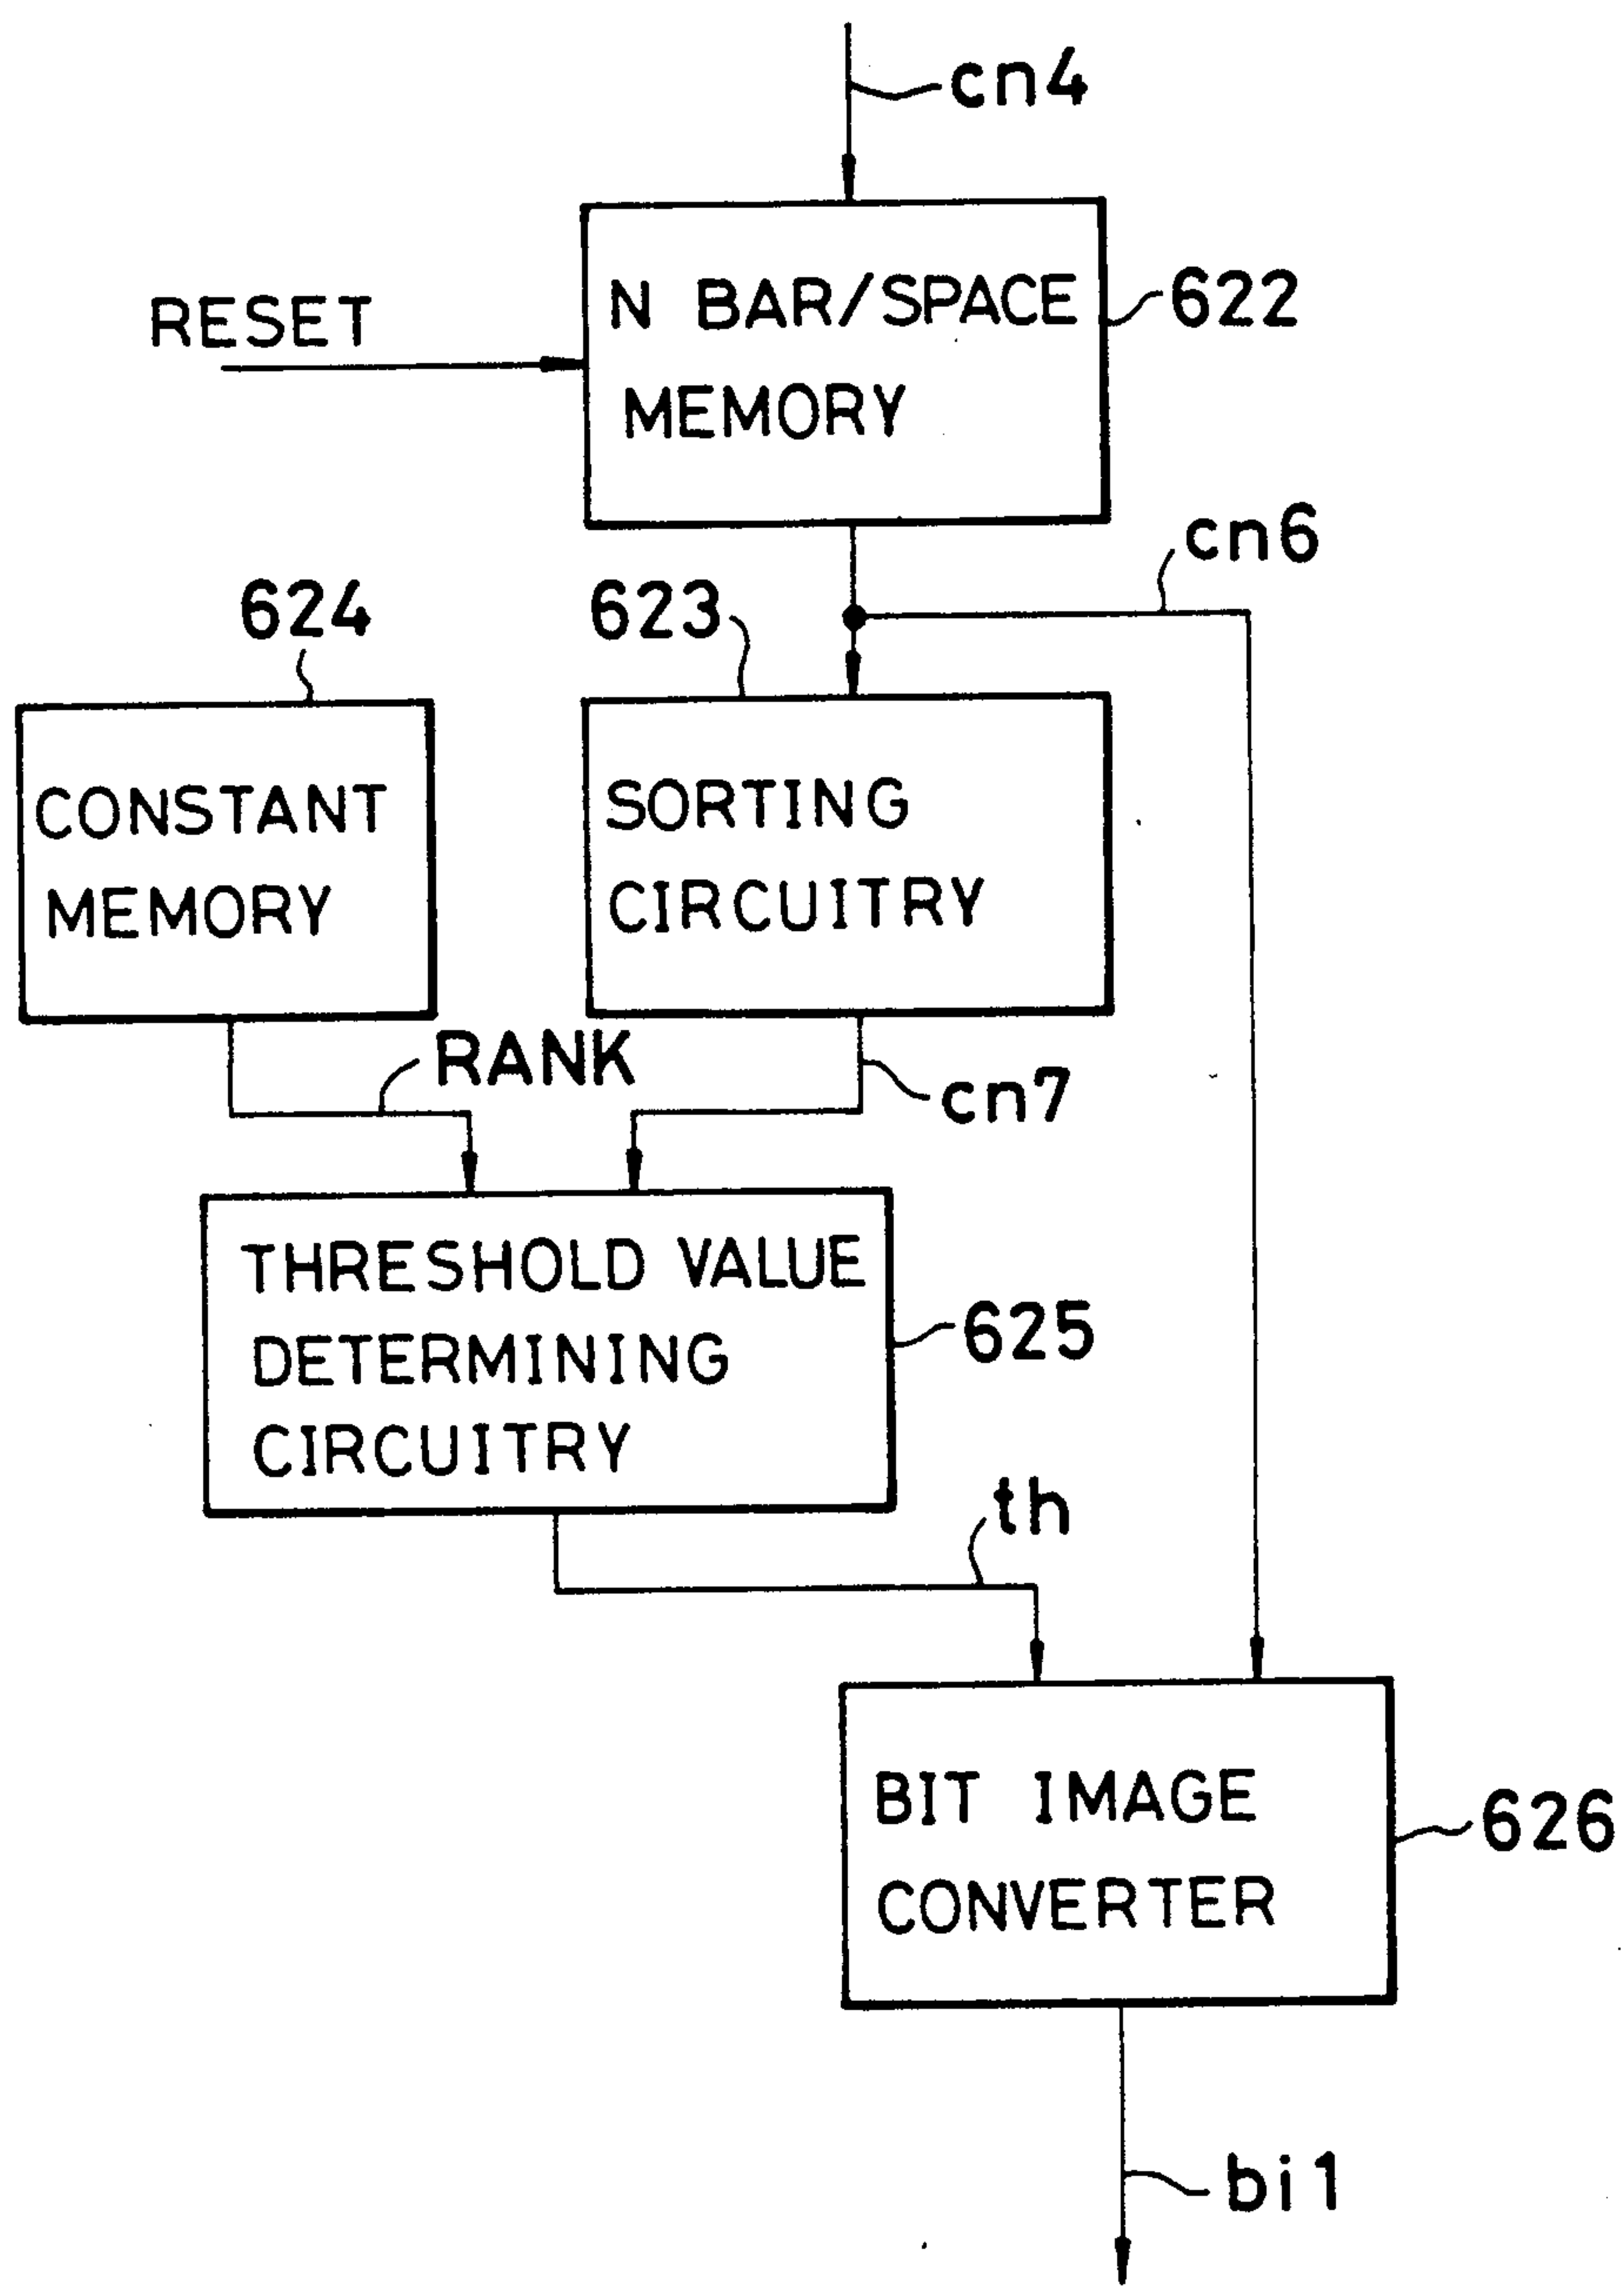 cn4
RESET
N BAR/SPACE
MEMORY
622
cn6
624
623
CONSTANT
MEMORY
SORTING
CIRCUITRY
RANK
cn7
THRESHOLD VALUE
DETERMINING
CIRCUITRY
625
th
BIT IMAGE
CONVERTER
626
bi1